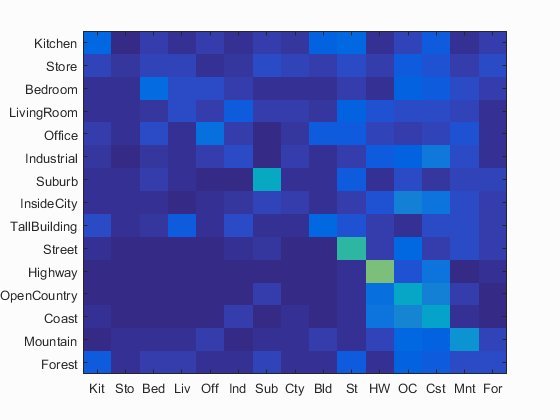 Kitchen
Store
Bedroom
LivingRoom
Office
Industrial
Suburb
InsideCity
TallBuilding
Street
Highway
OpenCountry
Coast
Mountain
Forest
Kit Sto Bed Liv Off Ind Sub Cty Bld St HW OC Cst Mnt For